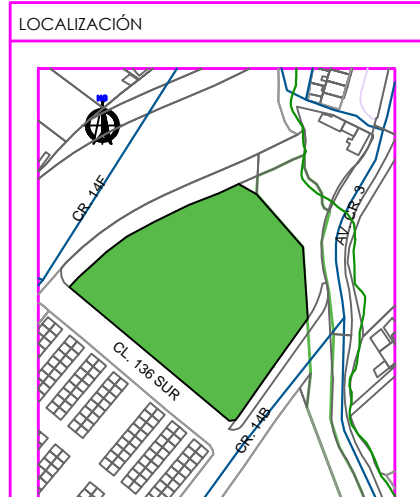 LOCALIZACIÓN
CR. 14F
AV. CR. 3
CL. 136 SUR
CR. 14B